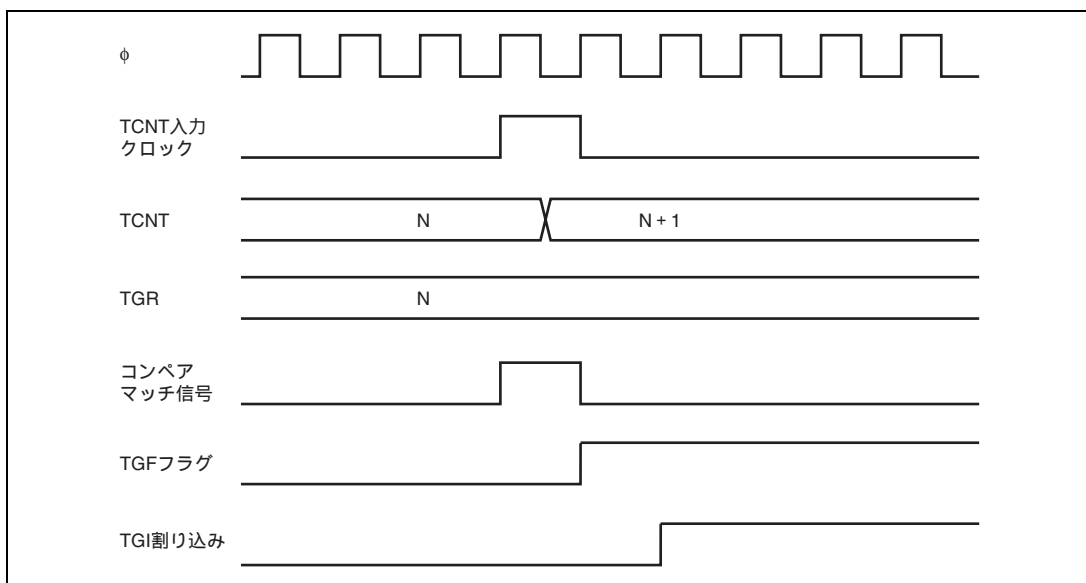 φ
TCNT入力
クロック
TCNT
N
N + 1
TGR
N
コンペア
マッチ信号
TGFフラグ
TGI割り込み